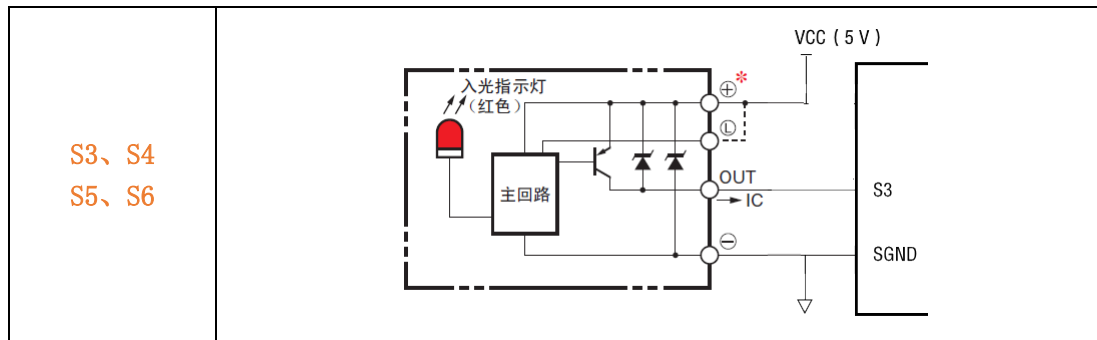 S3、S4
S5、S6
VCC ( 5 V )
入光指示灯
（红色）
⊕*
Ⓛ
主回路
OUT
IC
S3
⊖
SGND